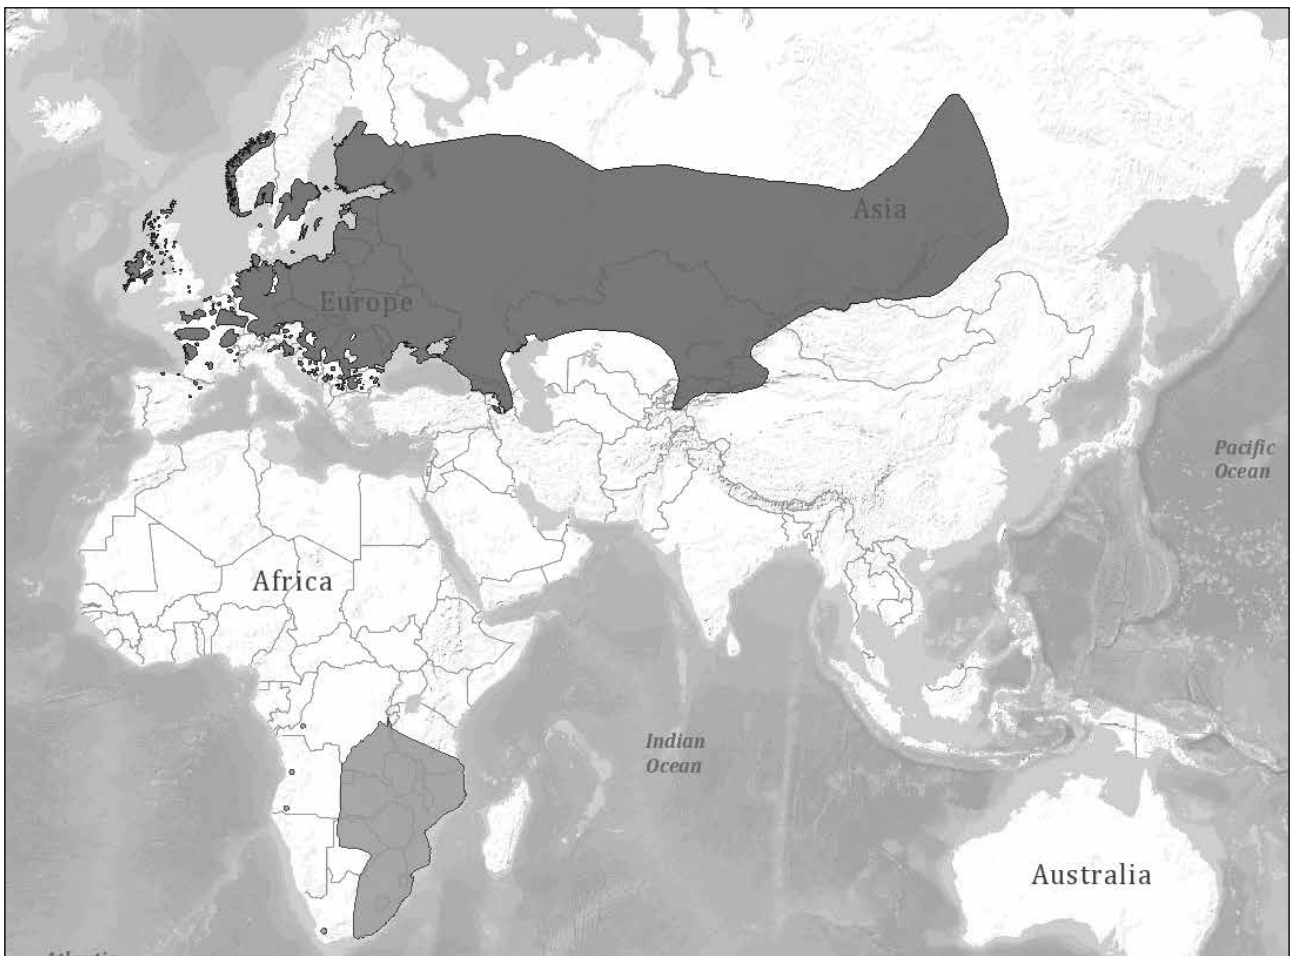 Asia
Europe
Pacific
Ocean
Africa
Indian
Ocean
Australia